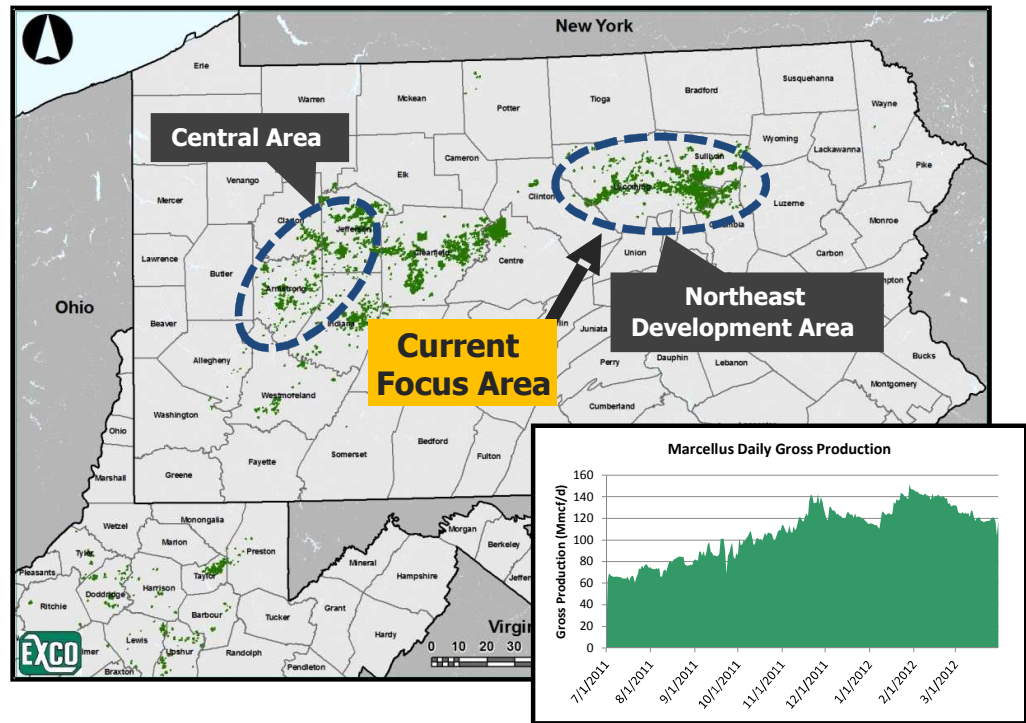 New York
Erie
Warren
Mckean
Potter
Tioga
Bradford
Susquehanna
Wayne
Central Area
Wyoming
Lackawanna
Pike
Sullivan
Cameron
Elk
Venango
Mercer
Lycoming
Clinton
Luzerne
Clarion
Jefferson
Monroe
Columbia
Lawrence
Butler
Clearfield
Centre
Union
Carbon
Armstrong
Ohio
Northeast
Development Area
Beaver
Indiana
Current
Focus Area
Juniata
Allegheny
Perry
Dauphin
Lebanon
Bucks
Montgomery
Westmoreland
Cumberland
Washington
Ohio
Bedford
Somerset
Fulton
Fayette
Greene
Marshall
Marcellus Daily Gross Production
Gross Production (Mmcf/d)
160
140
120
100
80
60
40
20
0
7/1/2011
8/1/2011
9/1/2011
10/1/2011
11/1/2011
12/1/2011
1/1/2012
2/1/2012
3/1/2012
Wetzel
Monongalia
Marion
Preston
Tyler
Pleasants
Taylor
Doddridge
Harrison
Ritchie
Barbour
Tucker
Lewis
Upshur
Randolph
Braxton
Morgan
Berkeley
Mineral
Hampshire
Grant
Hardy
Pendleton
Virgi
0 10 20 30
EXCO